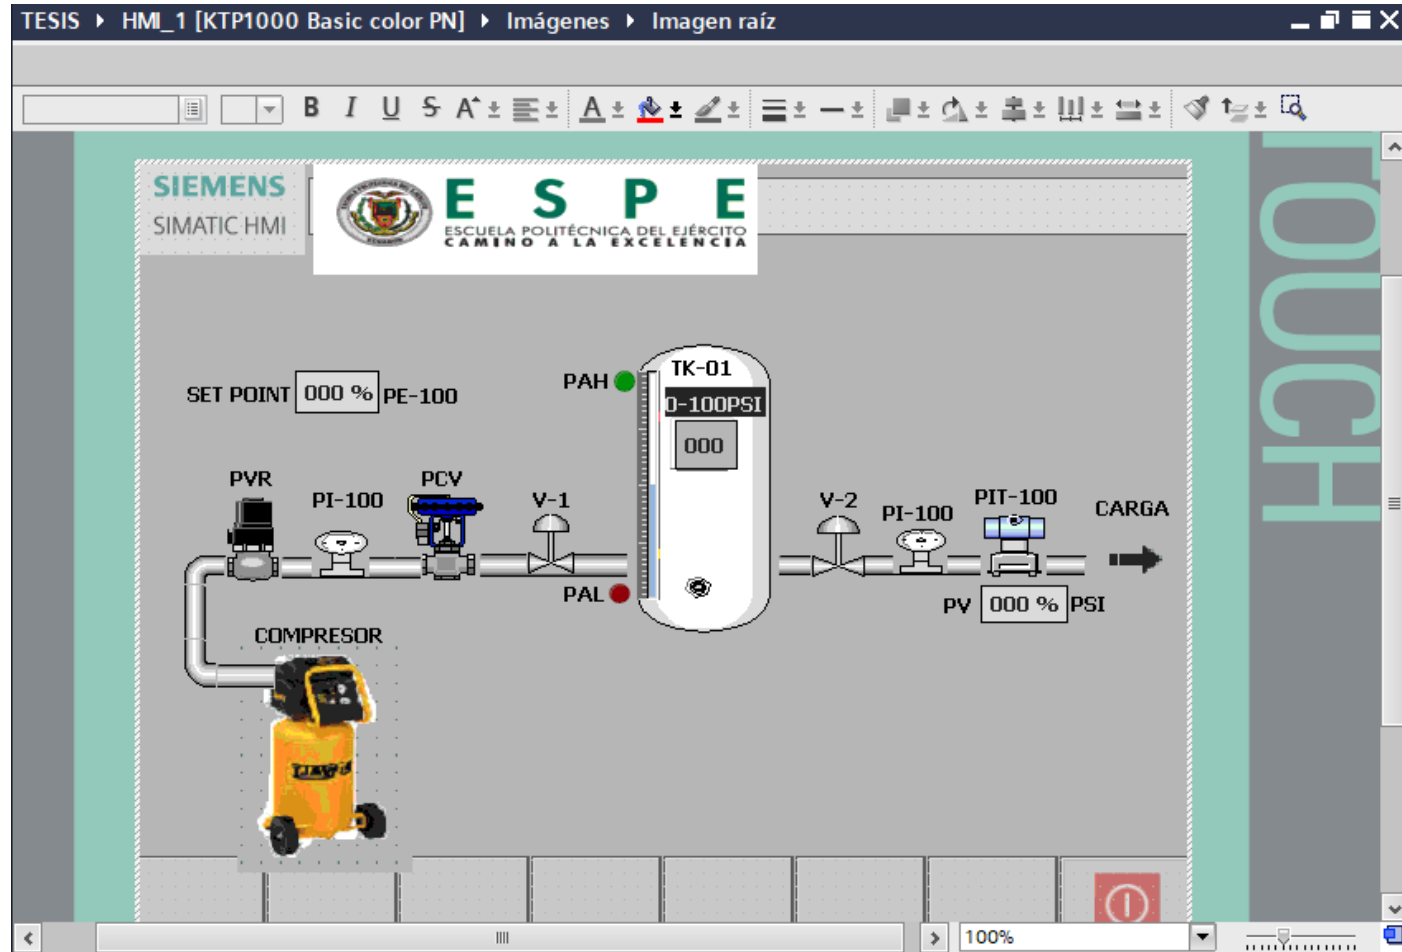 TESIS HMI_1 [KTP1000 Basic color PN] Imágenes Imagen raíz
B I U S A A
SIEMENS
SIMATIC HMI
E S P E
ESCUELA POLITÉCNICA DEL EJÉRCITO
CAMINO A LA EXCELENCIA
TOUCH
TK-01
PAH
SET POINT 000 % PE-100
0-100PSI
000
PVR
PCV
PI-100
V-1
V-2
PIT-100
PI-100
CARGA
PAL
PV 000 % PSI
COMPRESOR
100%